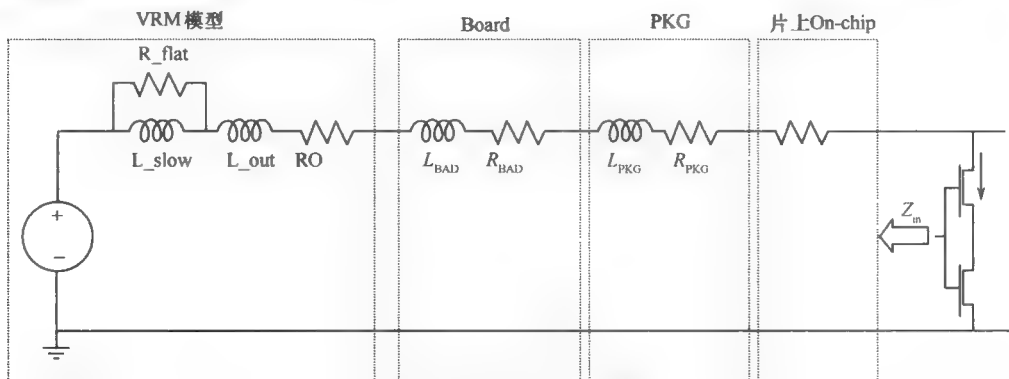 VRM模型
Board
PKG
片上On-chip
R_flat
L_slow
L_out
RO
L_BAD
R_BAD
L_PKG
R_PKG
Z_in
+
−